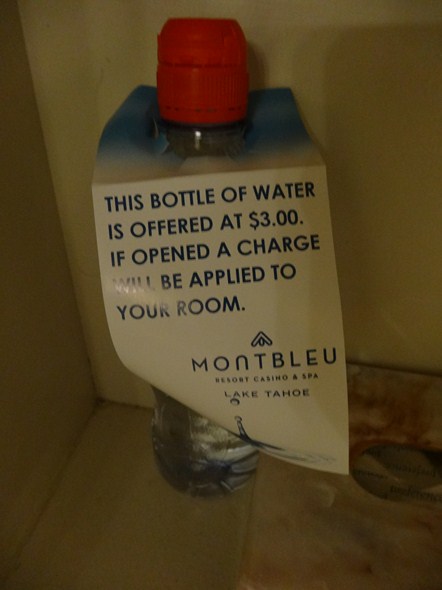 THIS BOTTLE OF WATER
IS OFFERED AT $3.00.
IF OPENED A CHARGE
WILL BE APPLIED TO
YOUR ROOM.
MONTBLEU
RESORT CASINO & SPA
LAKE TAHOE